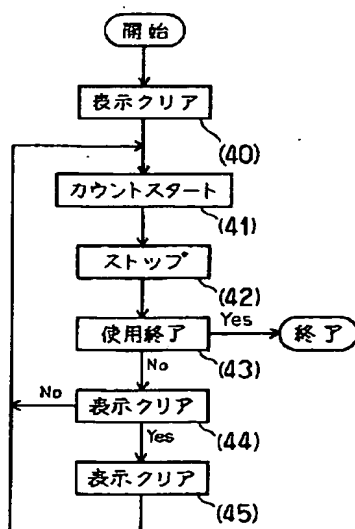 開始
表示クリア
(40)
カウントスタート
(41)
ストップ
(42)
使用終了
Yes
終了
(43)
No
No
表示クリア
(44)
Yes
表示クリア
(45)